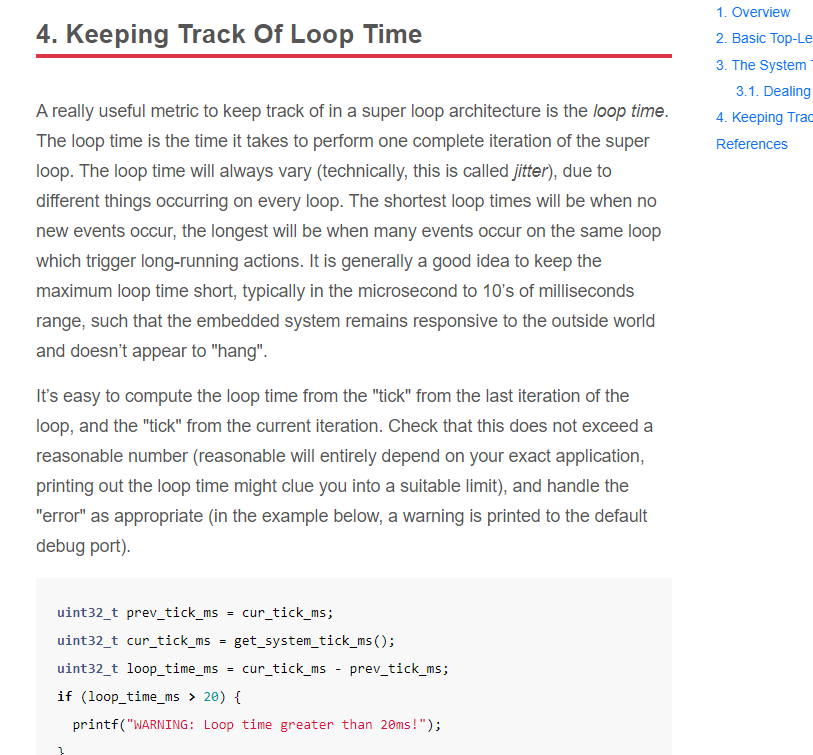 4. Keeping Track Of Loop Time
A really useful metric to keep track of in a super loop architecture is the loop time.
The loop time is the time it takes to perform one complete iteration of the super
loop. The loop time will always vary (technically, this is called jitter), due to
different things occurring on every loop. The shortest loop times will be when no
new events occur, the longest will be when many events occur on the same loop
which trigger long-running actions. It is generally a good idea to keep the
maximum loop time short, typically in the microsecond to 10’s of milliseconds
range, such that the embedded system remains responsive to the outside world
and doesn’t appear to "hang".
It’s easy to compute the loop time from the "tick" from the last iteration of the
loop, and the "tick" from the current iteration. Check that this does not exceed a
reasonable number (reasonable will entirely depend on your exact application,
printing out the loop time might clue you into a suitable limit), and handle the
"error" as appropriate (in the example below, a warning is printed to the default
debug port).
uint32_t prev_tick_ms = cur_tick_ms;
uint32_t cur_tick_ms = get_system_tick_ms();
uint32_t loop_time_ms = cur_tick_ms - prev_tick_ms;
if (loop_time_ms > 20) {
  printf("WARNING: Loop time greater than 20ms!");
}
1. Overview
2. Basic Top-Le
3. The System
3.1. Dealing
4. Keeping Trac
References